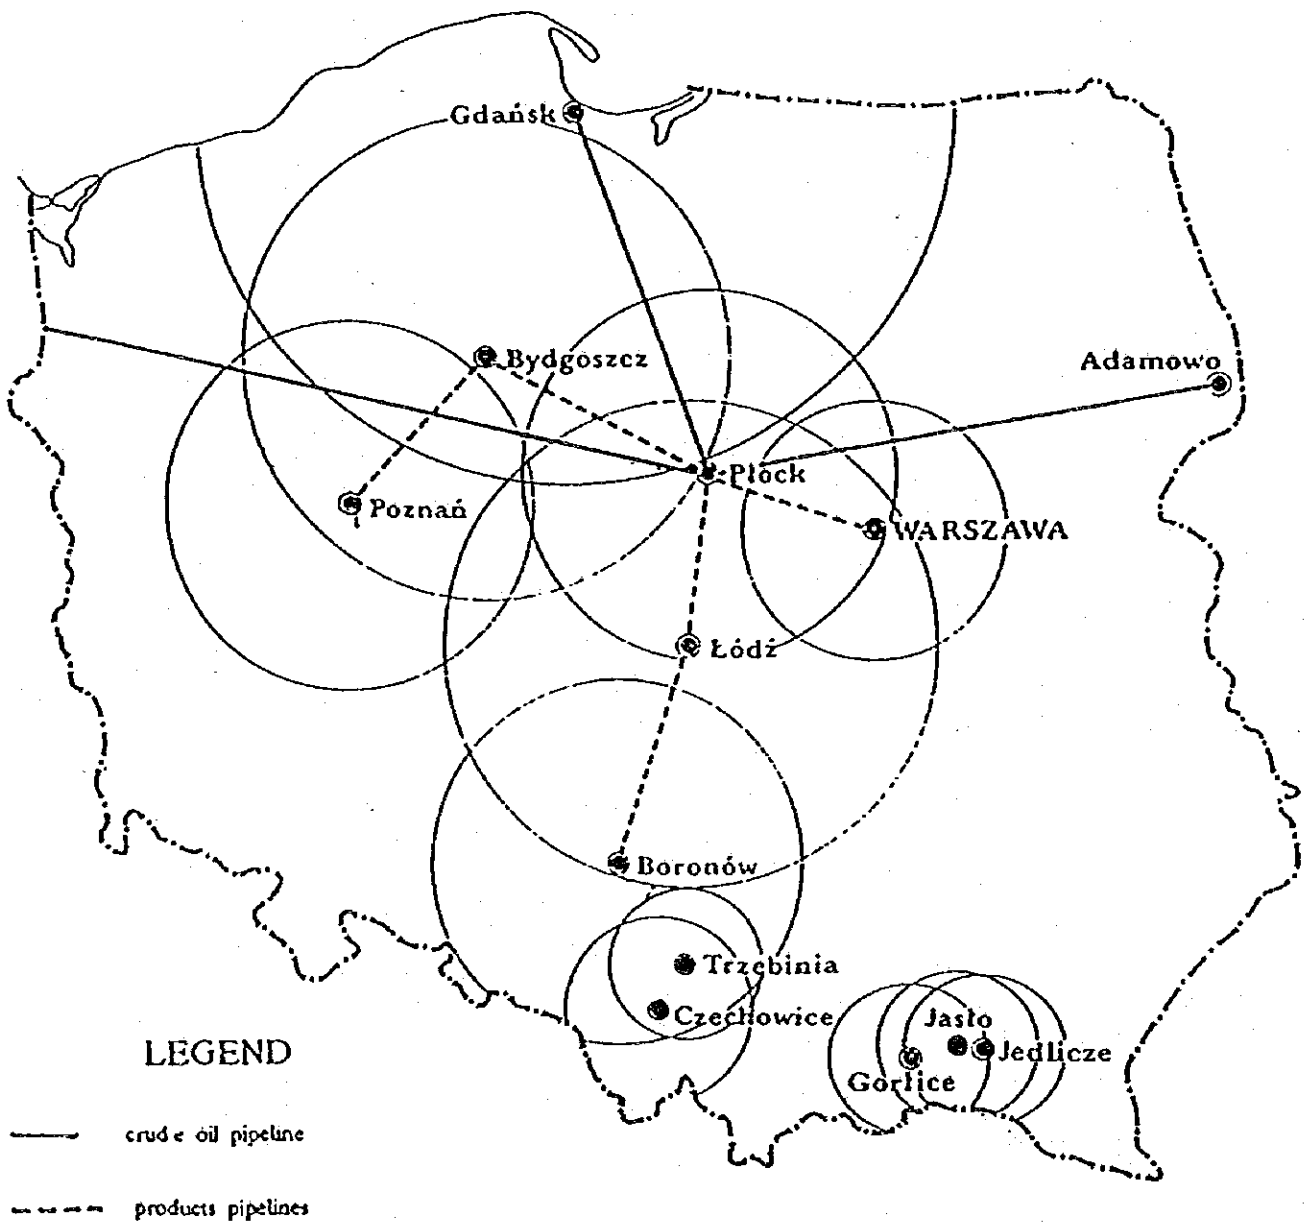 Gdańsk
Bydgoszcz
Adamowo
Płock
Poznań
WARSZAWA
Łódź
Boronów
Trzebinia
Czechowice
Jasło
Jedlicze
Gorlice
LEGEND
crude oil pipeline
products pipelines